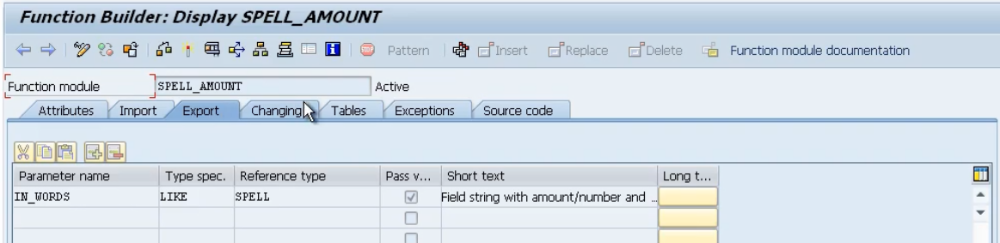 Function Builder: Display SPELL_AMOUNT
Pattern Insert Replace Delete Function module documentation
Function module SPELL_AMOUNT Active
Attributes Import Export Changing Tables Exceptions Source code
Parameter name Type spec. Reference type Pass v... Short text Long t...
IN_WORDS LIKE SPELL Field string with amount/number and ...